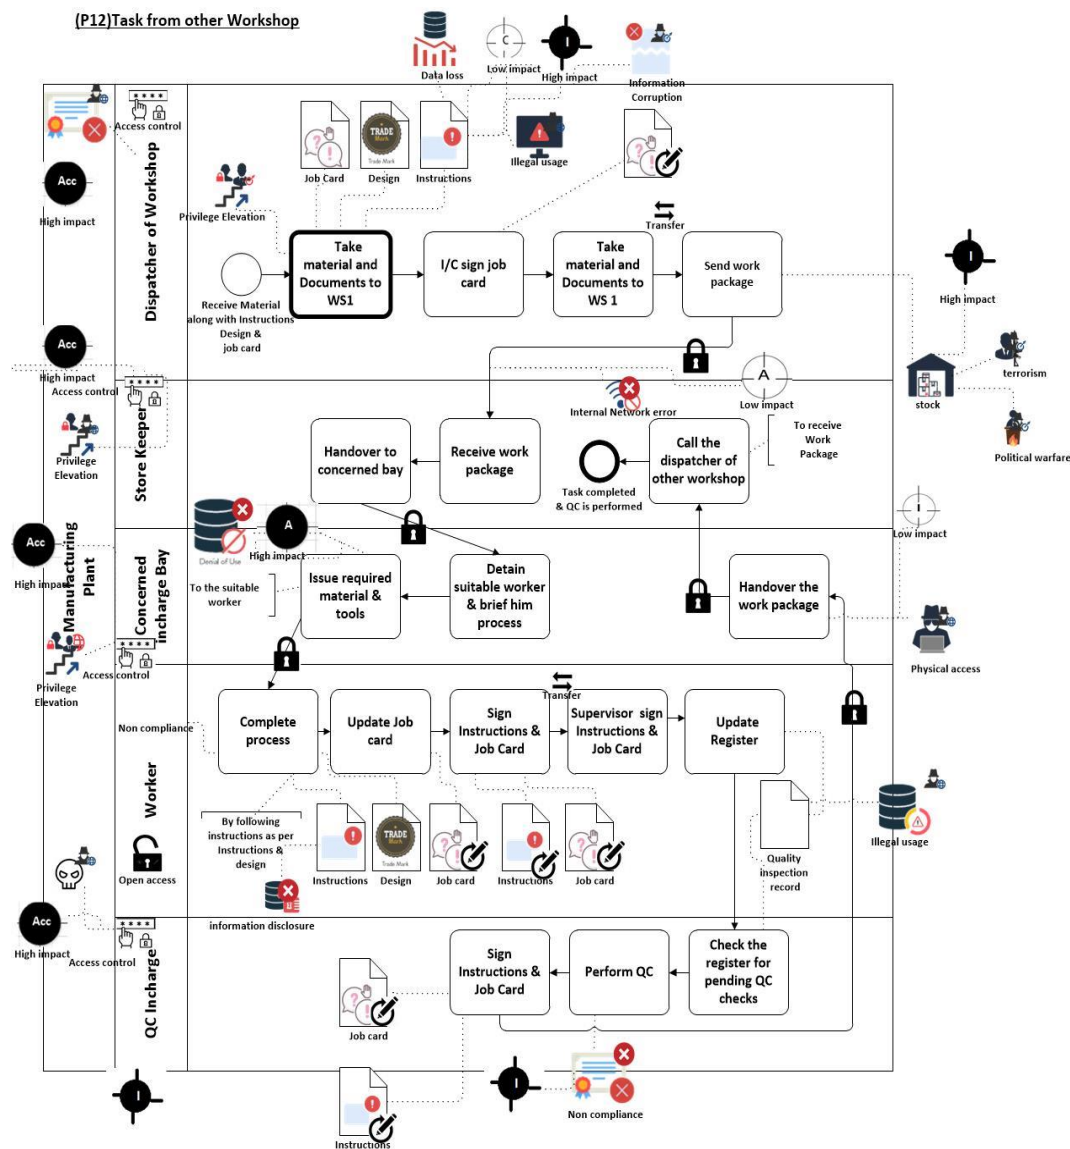 (P12)Task from other Workshop
Data loss
C
Low impact
I
High impact
Information
Corruption
* * * *
Access control
Dispatcher of Workshop
Acc
High impact
Privilege Elevation
Job Card
TRADE
Mark
Trade Mark
Design
Instructions
Illegal usage
Transfer
Receive Material
along with Instructions
Design &
job card
Take
material and
Documents to
WS1
I/C sign job
card
Take
material and
Documents to
WS 1
Send work
package
I
High impact
terrorism
stock
Political warfare
Acc
High impact
Access control
* * * *
Privilege
Elevation
Store Keeper
Handover to
concerned bay
Receive work
package
Internal Network error
A
Low impact
Task completed
& QC is performed
Call the
dispatcher of
other workshop
To receive
Work
Package
Manufacturing
Plant
Acc
High impact
Privilege
Elevation
* * * *
Access control
Concerned
incharge Bay
Denial of Use
A
High impact
To the suitable
worker
Issue required
material &
tools
Detain
suitable worker
& brief him
process
Handover the
work package
I
Low impact
Physical access
Worker
Open access
Non compliance
Complete
process
Update Job
card
Sign
Instructions &
Job Card
Transfer
Supervisor sign
Instructions &
Job Card
Update
Register
By following
instructions as per
Instructions &
design
information disclosure
Instructions
TRADE
Mark
Trade Mark
Design
Job card
Instructions
Job card
Quality
inspection
record
Illegal usage
Acc
High impact
Access control
* * * *
QC Incharge
Sign
Instructions &
Job Card
Perform QC
Check the
register for
pending QC
checks
Job card
Instructions
I
I
Non compliance